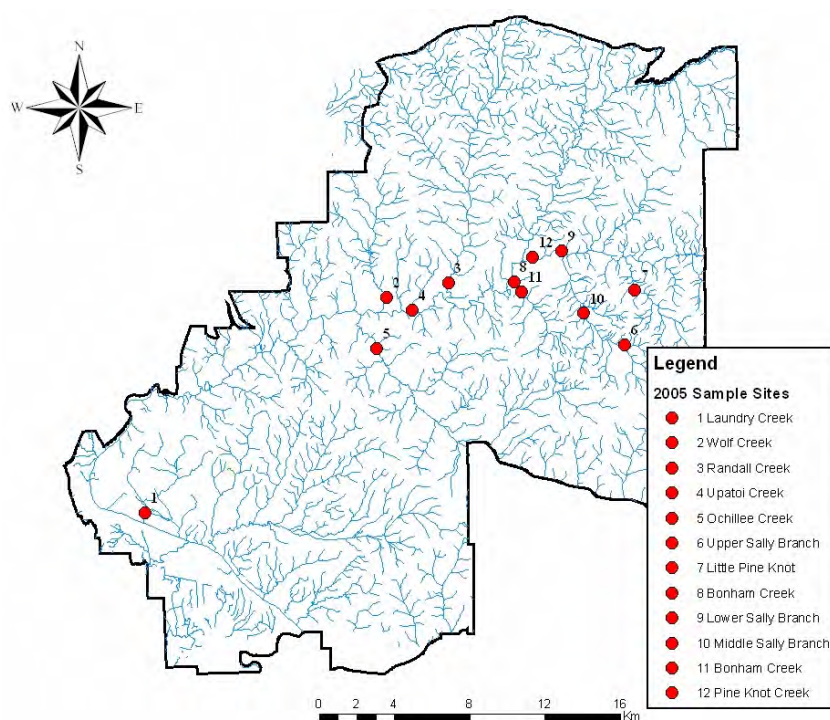 N
W E
S
9
12
3
8
11
7
2
4
10
5
6
1
Legend
2005 Sample Sites
1 Laundry Creek
2 Wolf Creek
3 Randall Creek
4 Upatoi Creek
5 Ochillee Creek
6 Upper Sally Branch
7 Little Pine Knot
8 Bonham Creek
9 Lower Sally Branch
10 Middle Sally Branch
11 Bonham Creek
12 Pine Knot Creek
0 2 4 8 12 16
Km